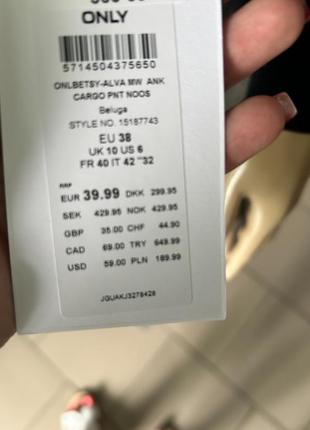 ONLY
5714504375650
ONLBETSY-ALVA MW ANK
CARGO PNT NOOS
Beluga
STYLE NO. 15187743
EU 38
UK 10 US 6
FR 40 IT 42 "32
RRP
EUR 39.99 DKK 299.95
SEK 429.95 NOK 429.95
GBP 35.00 CHF 44.90
CAD 69.00 TRY 649.99
USD 59.00 PLN 189.99
JGUAKJ3278428